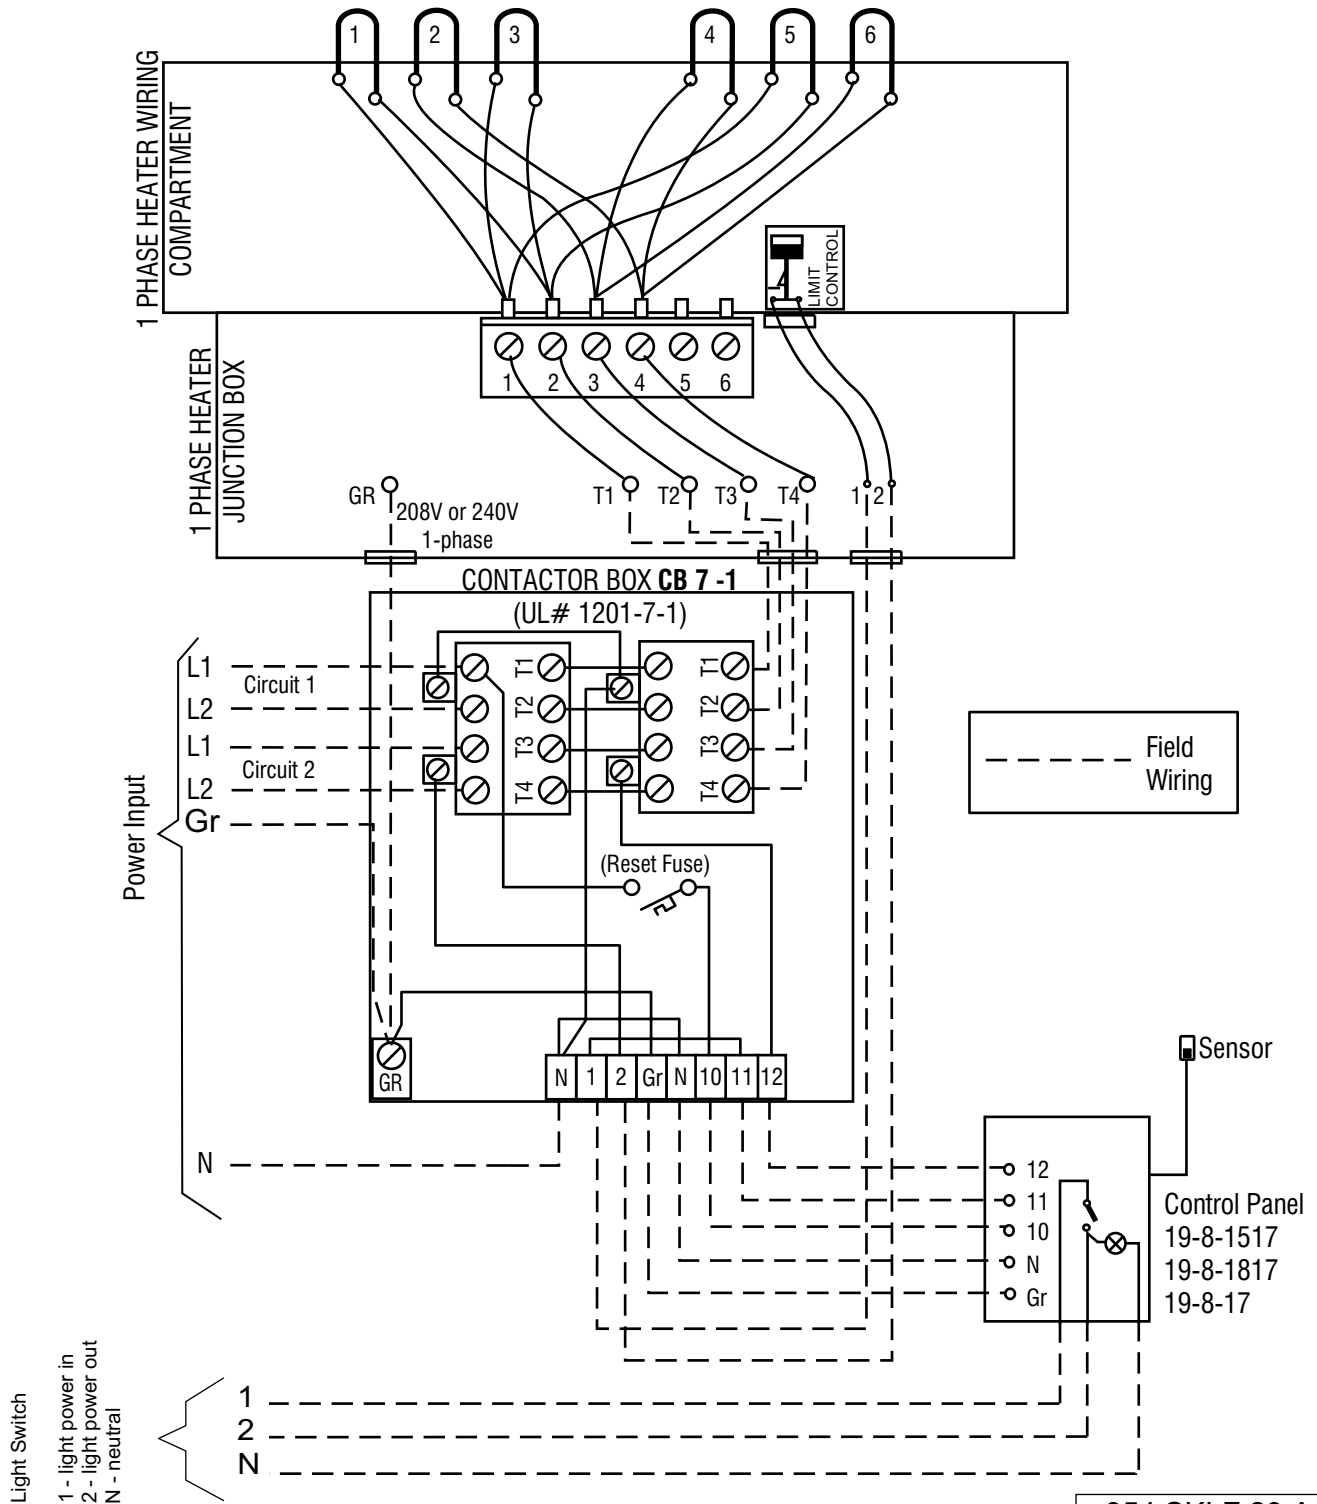 1 2 3 4 5 6
1 PHASE HEATER WIRING
COMPARTMENT
LIMIT
CONTROL
1 PHASE HEATER
JUNCTION BOX
1 2 3 4 5 6
GR T1 T2 T3 T4 1 2
208V or 240V
1-phase
CONTACTOR BOX CB 7 -1
(UL# 1201-7-1)
Power Input
L1
Circuit 1
L2
L1
Circuit 2
L2
Gr
T1 T1
T2 T2
T3 T3
T4 T4
Field
Wiring
(Reset Fuse)
GR
N 1 2 Gr N 10 11 12
N
Sensor
12
11
10
N
Gr
Control Panel
19-8-1517
19-8-1817
19-8-17
Light Switch
1 - light power in
2 - light power out
N - neutral
1
2
N